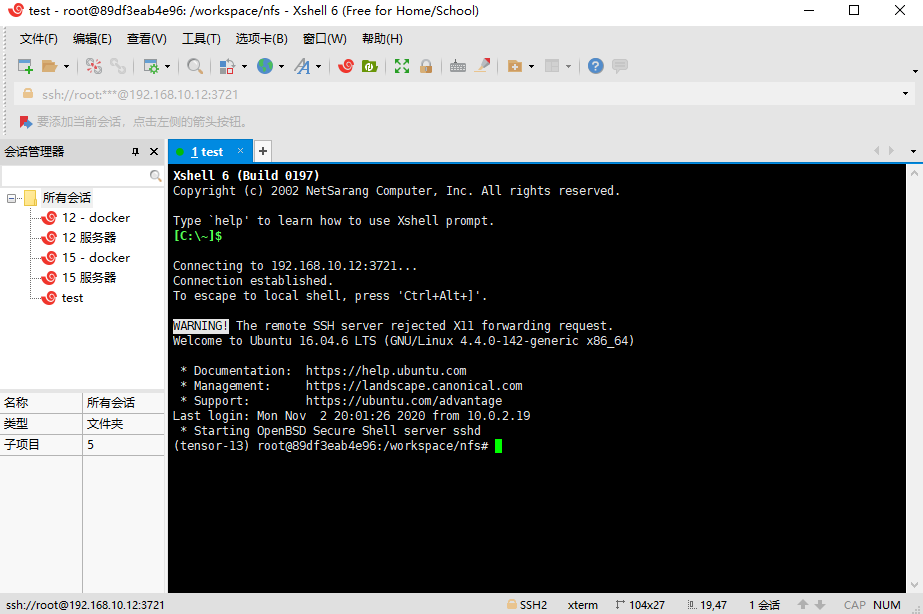 test - root@89df3eab4e96: /workspace/nfs - Xshell 6 (Free for Home/School)
文件(F) 编辑(E) 查看(V) 工具(T) 选项卡(B) 窗口(W) 帮助(H)
ssh://root:***@192.168.10.12:3721
要添加当前会话，点击左侧的箭头按钮。
会话管理器
所有会话
12 - docker
12 服务器
15 - docker
15 服务器
test
名称 所有会话
类型 文件夹
子项目 5
1 test
Xshell 6 (Build 0197)
Copyright (c) 2002 NetSarang Computer, Inc. All rights reserved.
Type `help' to learn how to use Xshell prompt.
[C:\~]$
Connecting to 192.168.10.12:3721...
Connection established.
To escape to local shell, press 'Ctrl+Alt+]'.
WARNING! The remote SSH server rejected X11 forwarding request.
Welcome to Ubuntu 16.04.6 LTS (GNU/Linux 4.4.0-142-generic x86_64)
* Documentation:  https://help.ubuntu.com
* Management:     https://landscape.canonical.com
* Support:        https://ubuntu.com/advantage
Last login: Mon Nov  2 20:01:26 2020 from 10.0.2.19
* Starting OpenBSD Secure Shell server sshd
(tensor-13) root@89df3eab4e96:/workspace/nfs#
ssh://root@192.168.10.12:3721 SSH2 xterm 104x27 19,47 1 会话 CAP NUM